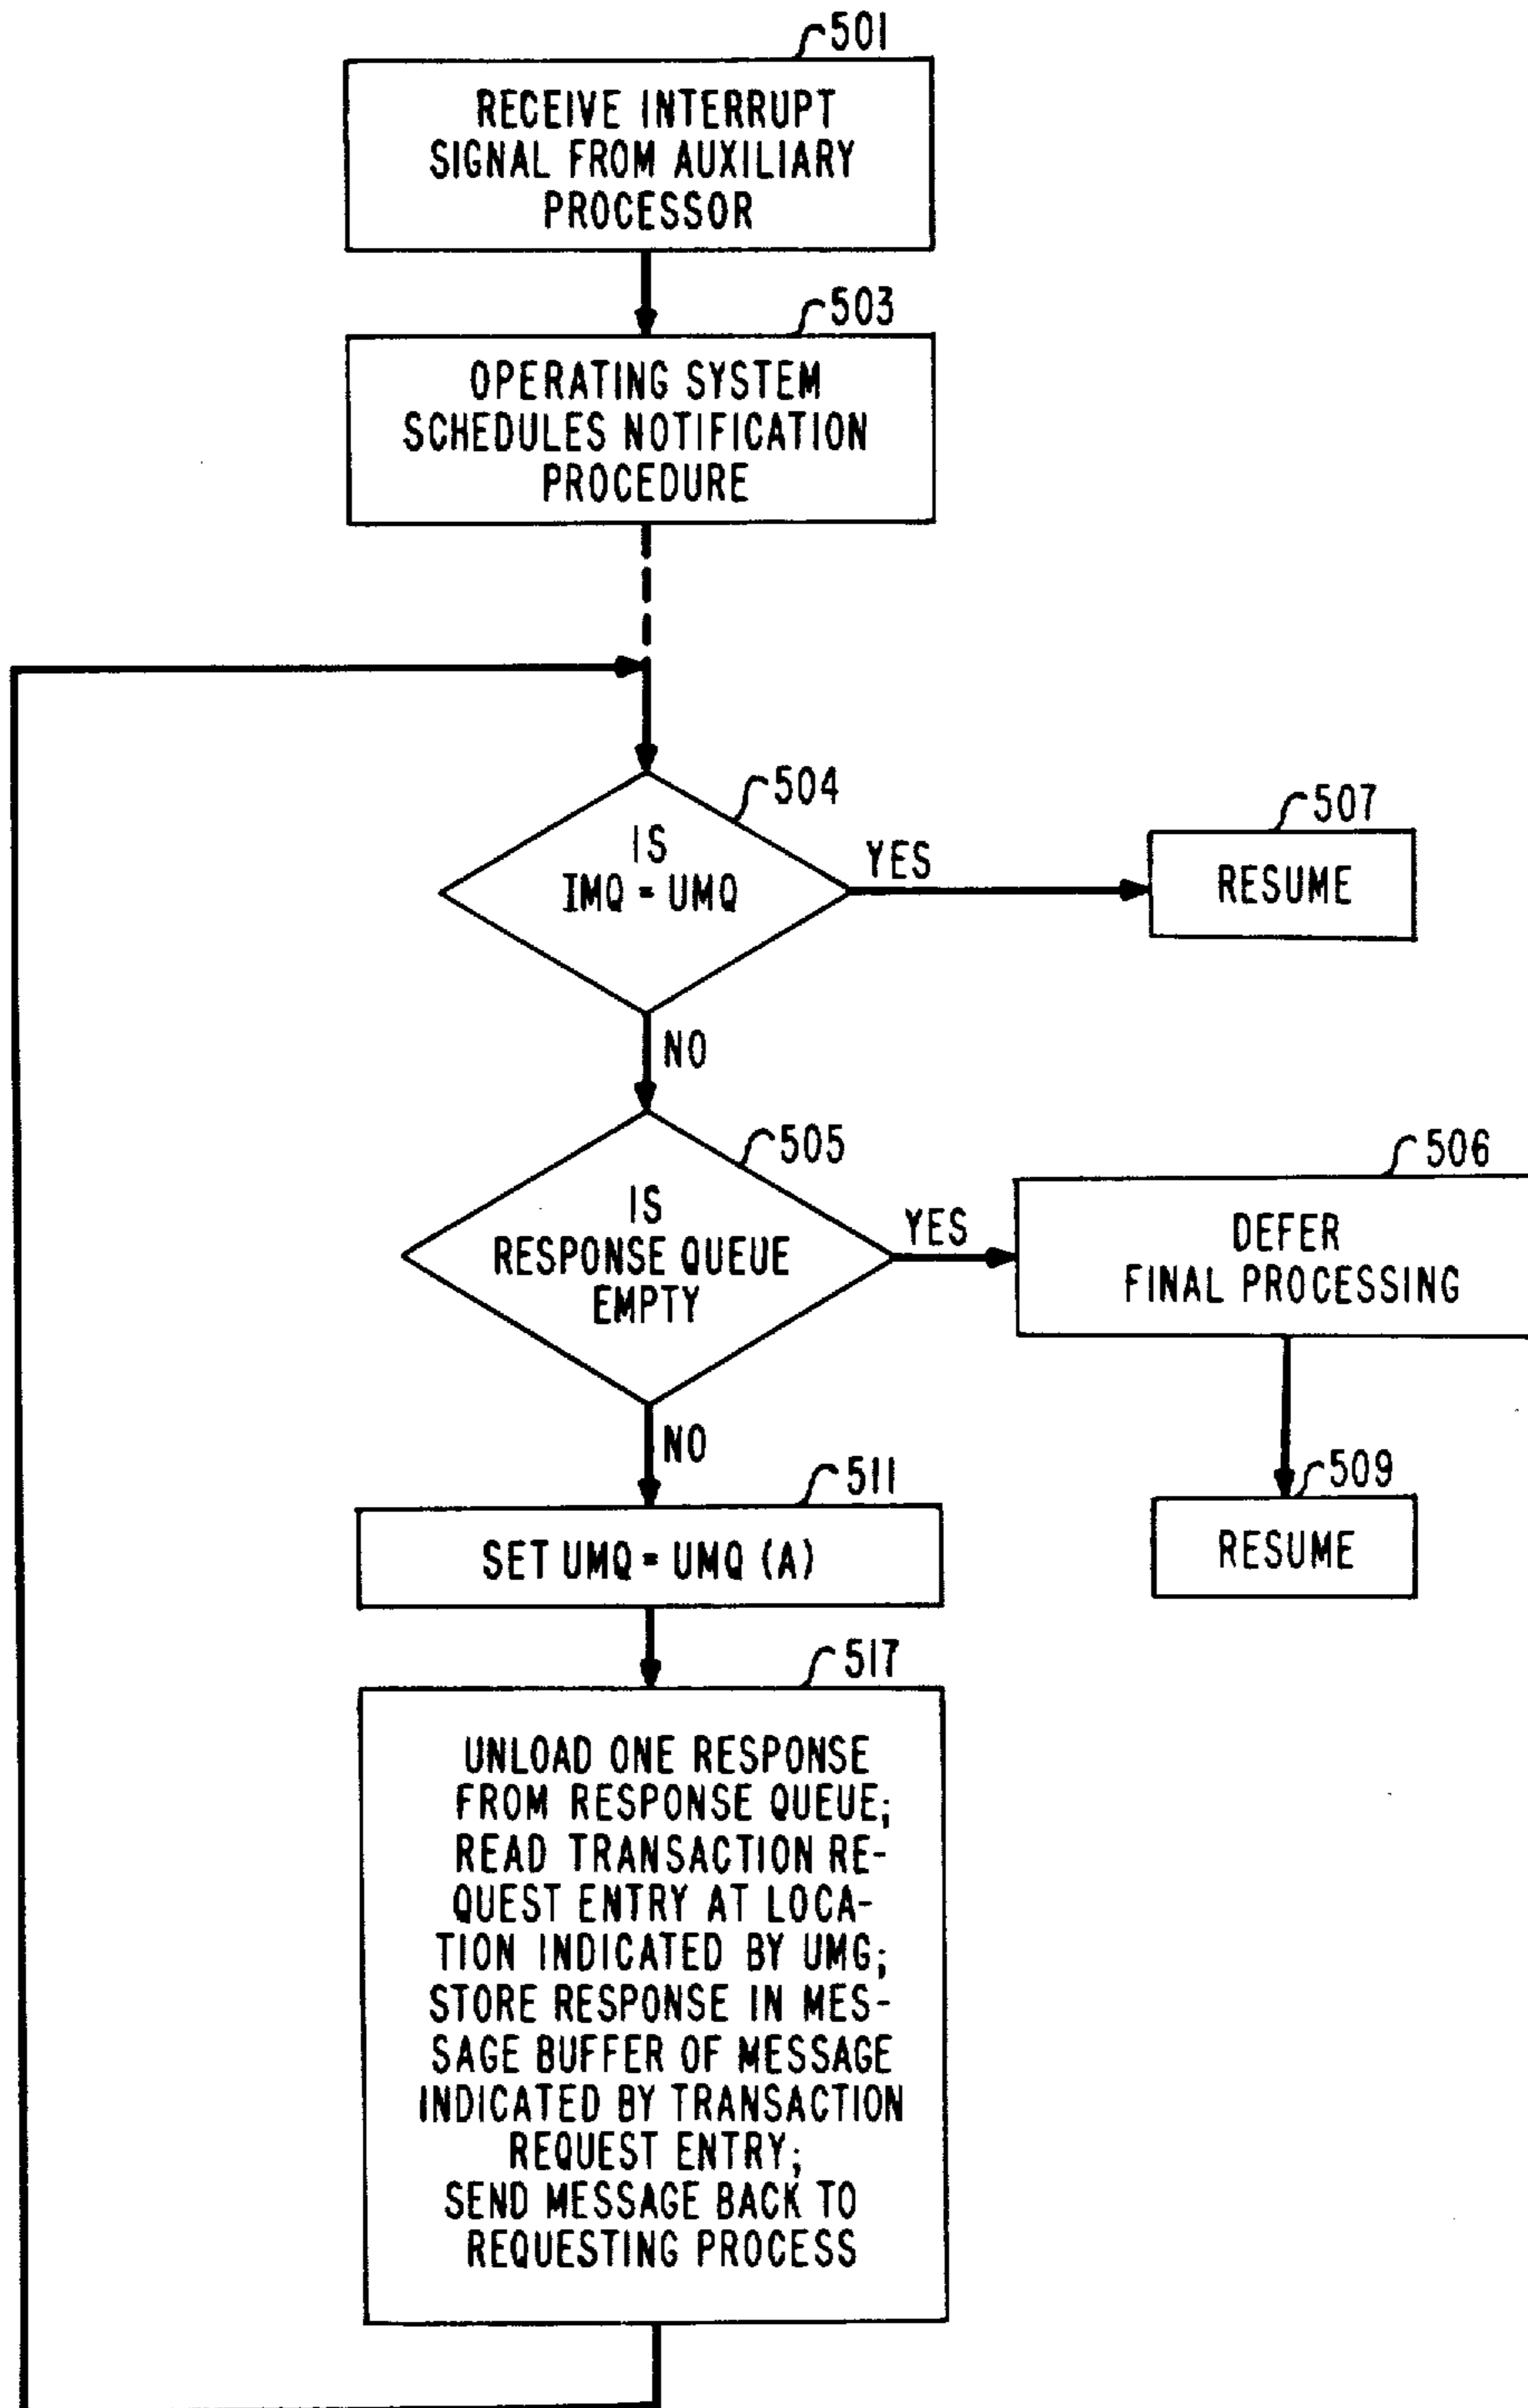 501
RECEIVE INTERRUPT
SIGNAL FROM AUXILIARY
PROCESSOR
503
OPERATING SYSTEM
SCHEDULES NOTIFICATION
PROCEDURE
504
IS
IMQ = UMQ
YES
507
RESUME
NO
505
IS
RESPONSE QUEUE
EMPTY
YES
506
DEFER
FINAL PROCESSING
NO
509
RESUME
511
SET UMQ = UMQ (A)
517
UNLOAD ONE RESPONSE
FROM RESPONSE QUEUE;
READ TRANSACTION RE-
QUEST ENTRY AT LOCA-
TION INDICATED BY UMG;
STORE RESPONSE IN MES-
SAGE BUFFER OF MESSAGE
INDICATED BY TRANSACTION
REQUEST ENTRY;
SEND MESSAGE BACK TO
REQUESTING PROCESS